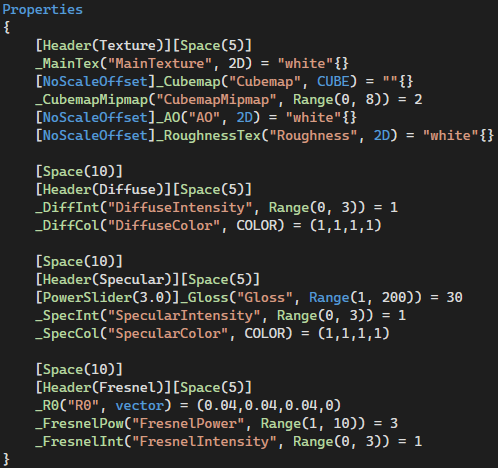 Properties
{
[Header(Texture)][Space(5)]
_MainTex("MainTexture", 2D) = "white"{}
[NoScaleOffset]_Cubemap("Cubemap", CUBE) = ""{}
_CubemapMipmap("CubemapMipmap", Range(0, 8)) = 2
[NoScaleOffset]_AO("AO", 2D) = "white"{}
[NoScaleOffset]_RoughnessTex("Roughness", 2D) = "white"{}
[Space(10)]
[Header(Diffuse)][Space(5)]
_DiffInt("DiffuseIntensity", Range(0, 3)) = 1
_DiffCol("DiffuseColor", COLOR) = (1,1,1,1)
[Space(10)]
[Header(Specular)][Space(5)]
[PowerSlider(3.0)]_Gloss("Gloss", Range(1, 200)) = 30
_SpecInt("SpecularIntensity", Range(0, 3)) = 1
_SpecCol("SpecularColor", COLOR) = (1,1,1,1)
[Space(10)]
[Header(Fresnel)][Space(5)]
_R0("R0", vector) = (0.04,0.04,0.04,0)
_FresnelPow("FresnelPower", Range(1, 10)) = 3
_FresnelInt("FresnelIntensity", Range(0, 3)) = 1
}